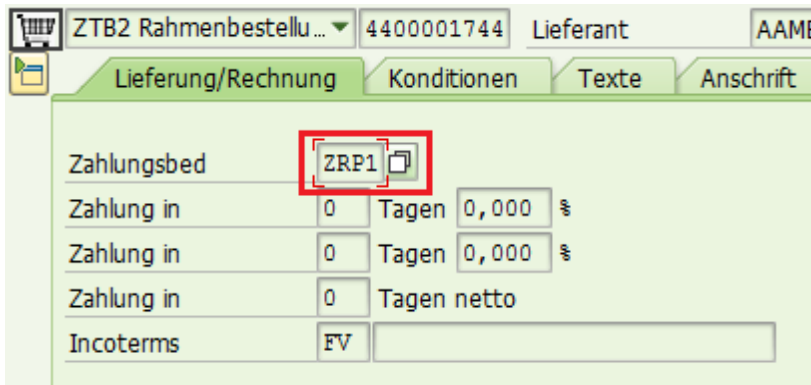 ZTB2 Rahmenbestellu... 4400001744 Lieferant AAME
Lieferung/Rechnung Konditionen Texte Anschrift
Zahlungsbed ZRP1
Zahlung in 0 Tagen 0,000 %
Zahlung in 0 Tagen 0,000 %
Zahlung in 0 Tagen netto
Incoterms FV